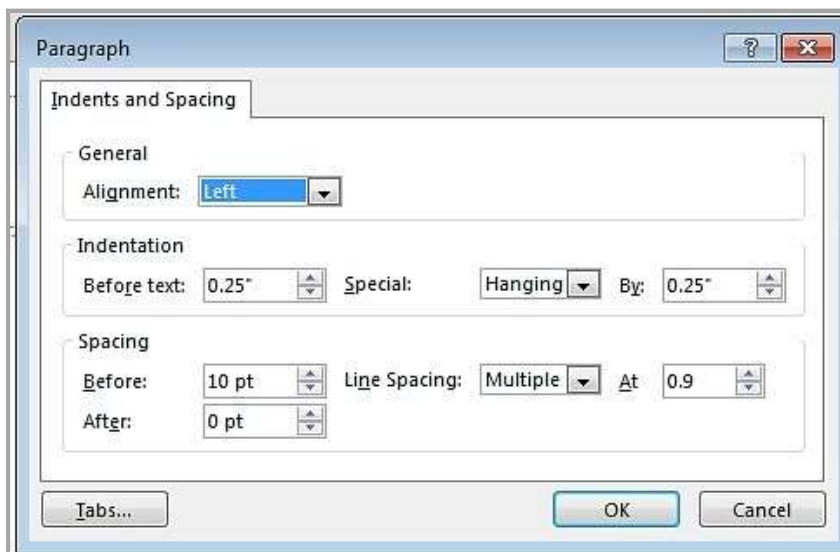 Paragraph
Indents and Spacing
General
Alignment: Left
Indentation
Before text: 0.25" Special: Hanging By: 0.25"
Spacing
Before: 10 pt Line Spacing: Multiple At 0.9
After: 0 pt
Tabs... OK Cancel